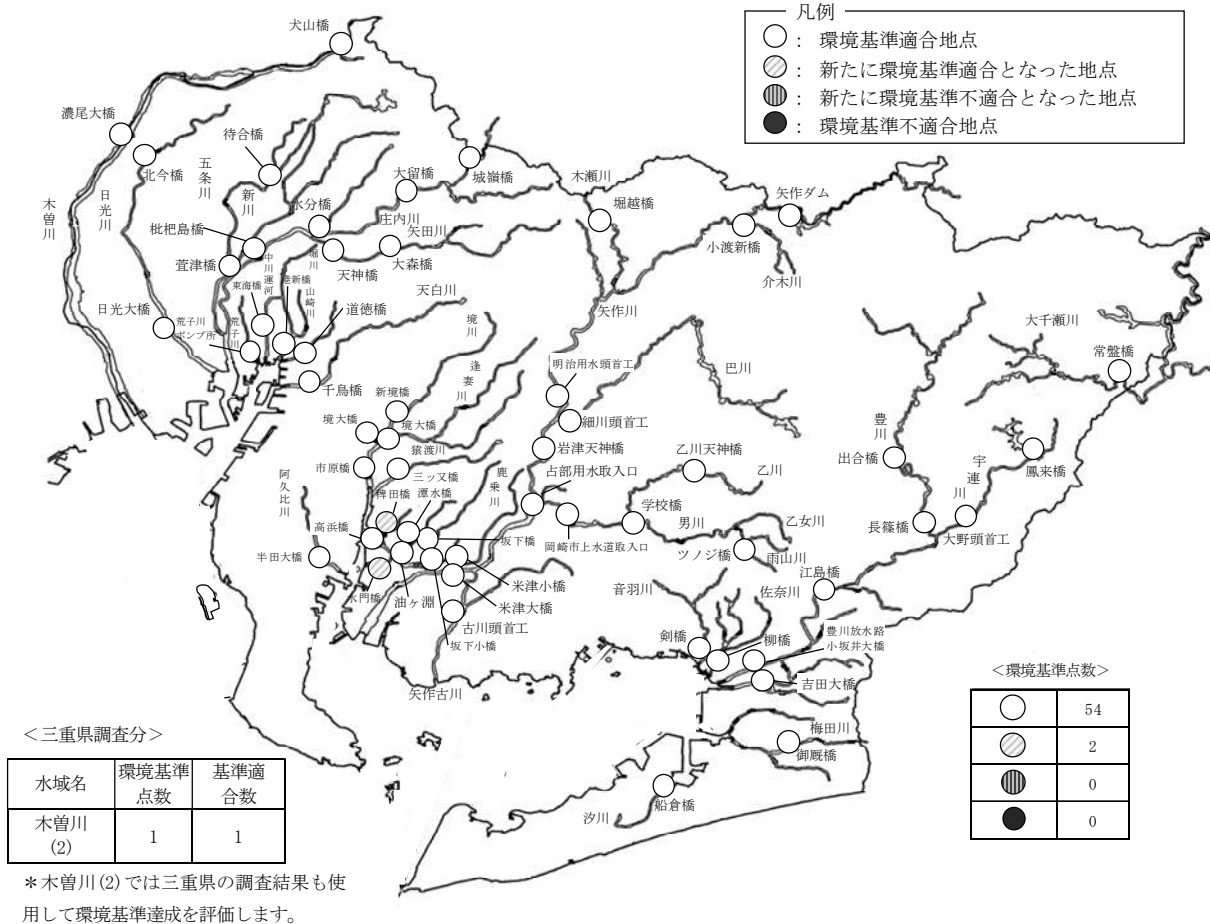 凡例
○ : 環境基準適合地点
: 新たに環境基準適合となった地点
: 新たに環境基準不適合となった地点
● : 環境基準不適合地点
犬山橋
濃尾大橋
北今橋
待合橋
五条川
新川
木曽川
日光川
水分橋
大留橋
城嶺橋
庄内川
矢田川
枇杷島橋
萱津橋
堀川
天神橋
大森橋
中川運河
東海橋
港新橋
山崎川
道徳橋
日光大橋
荒子川
ポンプ所
荒子川
天白川
千鳥橋
木瀬川
堀越橋
矢作ダム
小渡新橋
介木川
矢作川
大千瀬川
常盤橋
境川
逢妻川
新境橋
境大橋
境大橋
猿渡川
市原橋
三ツ又橋
明治用水頭首工
細川頭首工
岩津天神橋
巴川
豊川
出合橋
宇連川
鳳来橋
長篠橋
大野頭首工
阿久比川
稗田橋
潭水橋
鹿乗川
占部用水取入口
乙川天神橋
乙川
学校橋
男川
乙女川
高浜橋
坂下橋
岡崎市上水道取入口
ツノジ橋
雨山川
半田大橋
水門橋
油ヶ淵
米津小橋
米津大橋
古川頭首工
坂下小橋
矢作古川
音羽川
佐奈川
江島橋
剣橋
柳橋
豊川放水路
小坂井大橋
吉田大橋
梅田川
御厩橋
船倉橋
汐川
<環境基準点数>
○ 54
2
0
● 0
<三重県調査分>
水域名 環境基準点数 基準適合数
木曽川(2) 1 1
*木曽川(2)では三重県の調査結果も使
用して環境基準達成を評価します。